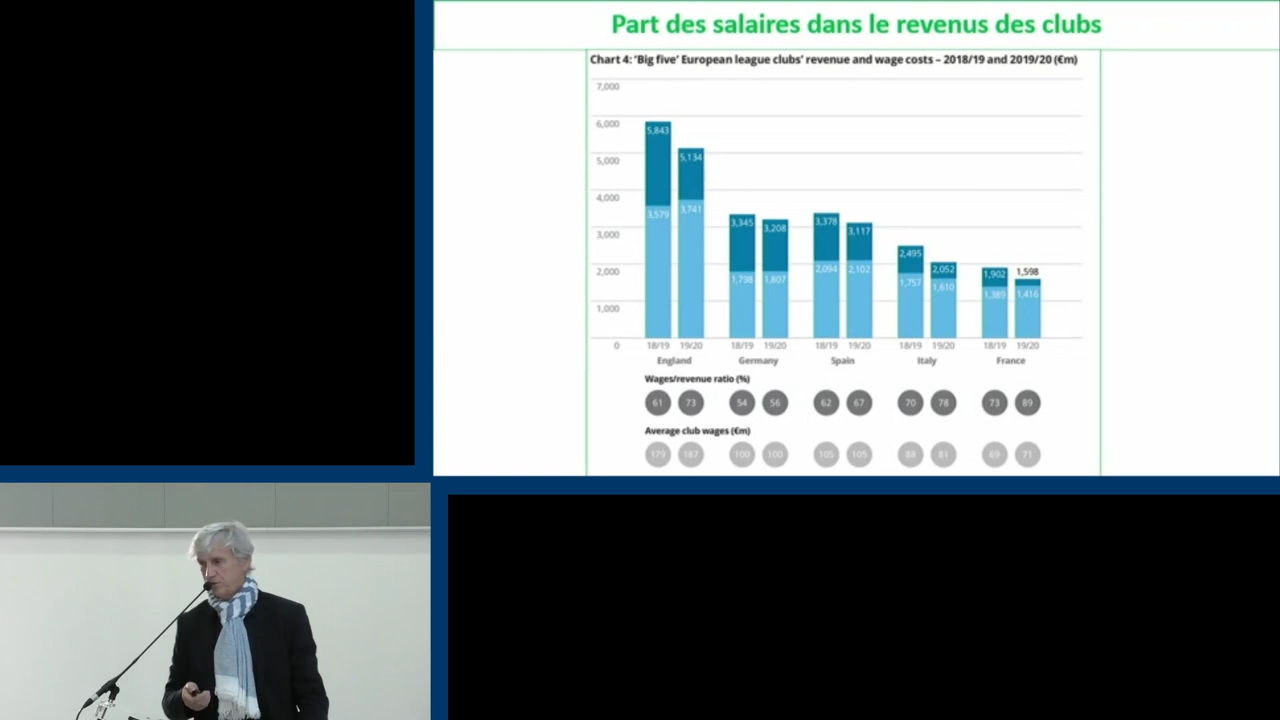 Part des salaires dans le revenus des clubs
Chart 4: 'Big five' European league clubs' revenue and wage costs – 2018/19 and 2019/20 (€m)
7,000
6,000
5,000
4,000
3,000
2,000
1,000
0
5,843 5,134 3,345 3,208 3,378 3,117 2,495 2,052 1,902 1,598
3,579 3,741 1,798 1,807 2,094 2,102 1,757 1,610 1,389 1,416
18/19 19/20 18/19 19/20 18/19 19/20 18/19 19/20 18/19 19/20
England Germany Spain Italy France
Wages/revenue ratio (%)
61 73 54 56 62 67 70 78 73 89
Average club wages (€m)
179 187 100 100 105 105 88 81 69 71